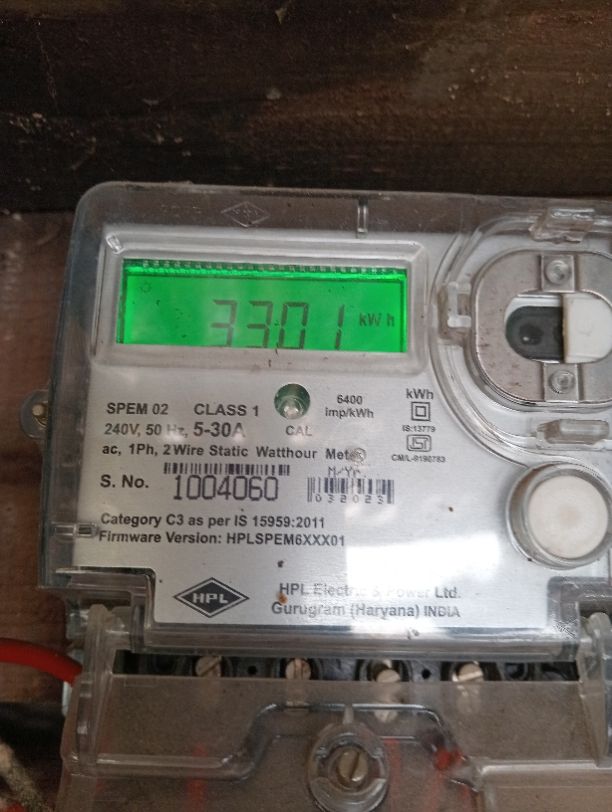 3301 kWh
SPEM 02 CLASS 1
6400 imp/kWh
kWh
240V, 50 Hz, 5-30A
CAL
IS:13779
ac, 1Ph, 2 Wire Static Watthour Meter
CM/L-9190783
M/Yr
S. No. 1004060
032023
Category C3 as per IS 15959:2011
Firmware Version: HPLSPEM6XXX01
HPL
HPL Electric & Power Ltd.
Gurugram (Haryana) INDIA